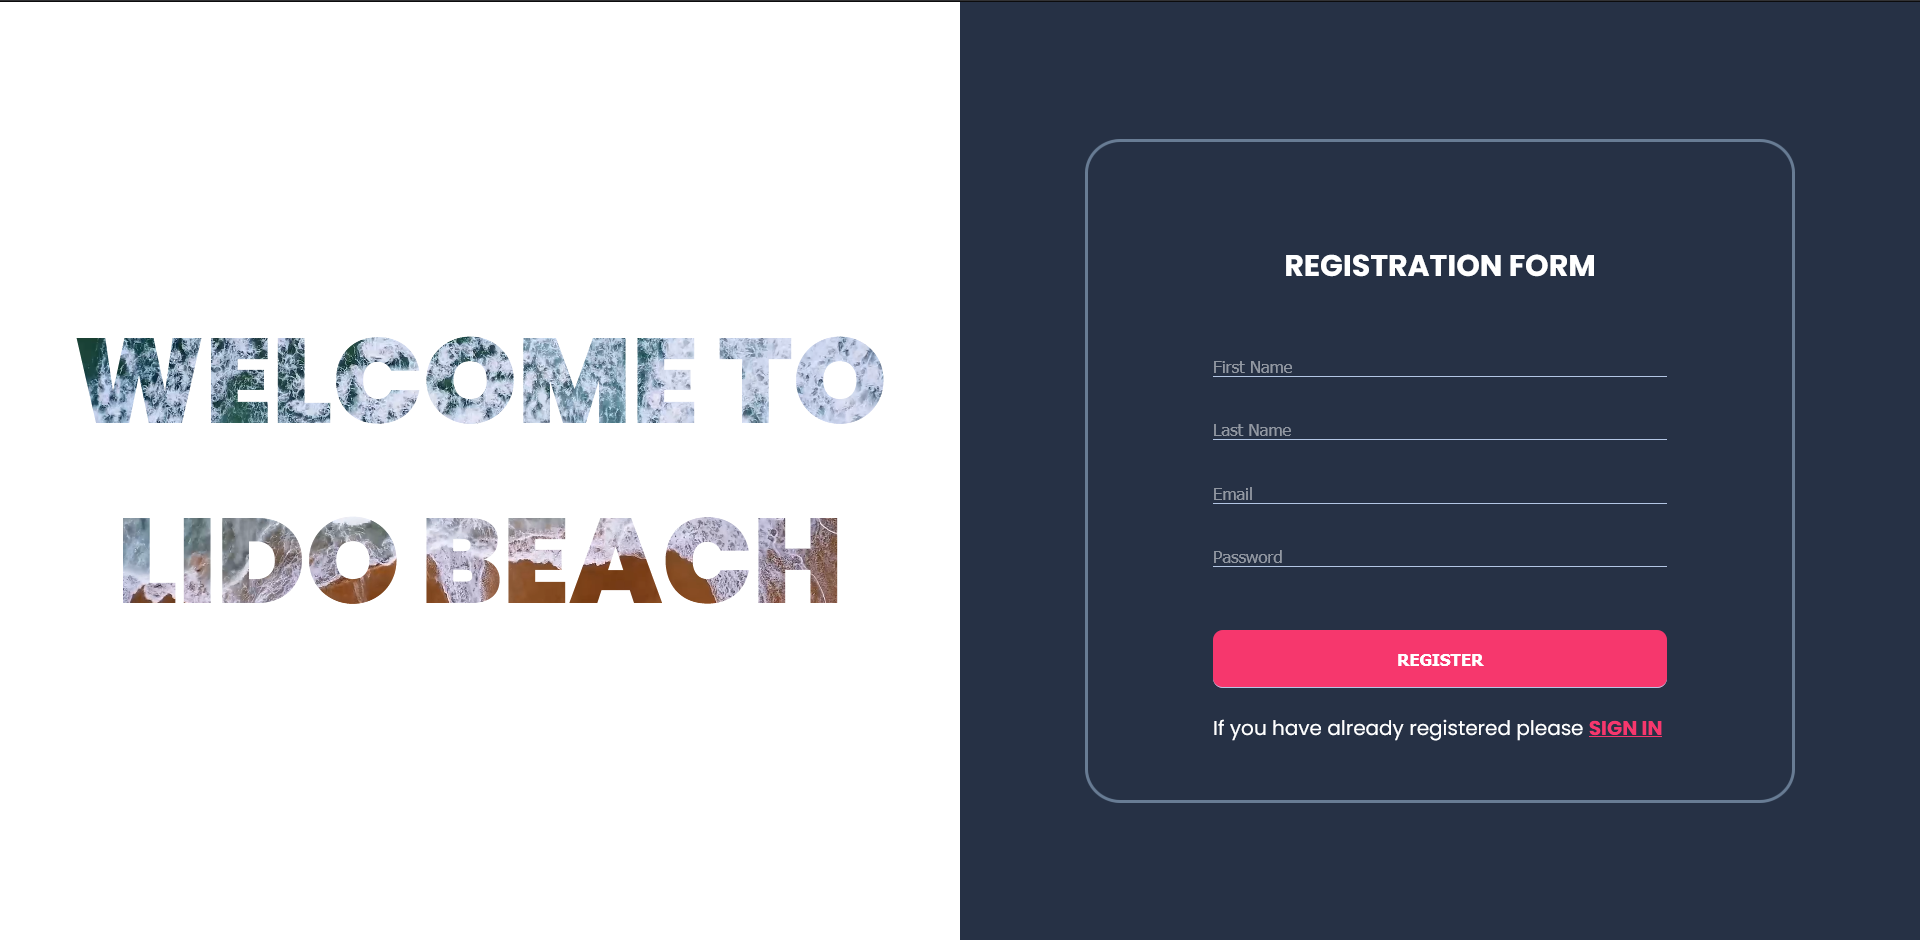 WELCOME TO
LIDO BEACH
REGISTRATION FORM
First Name
Last Name
Email
Password
REGISTER
If you have already registered please SIGN IN